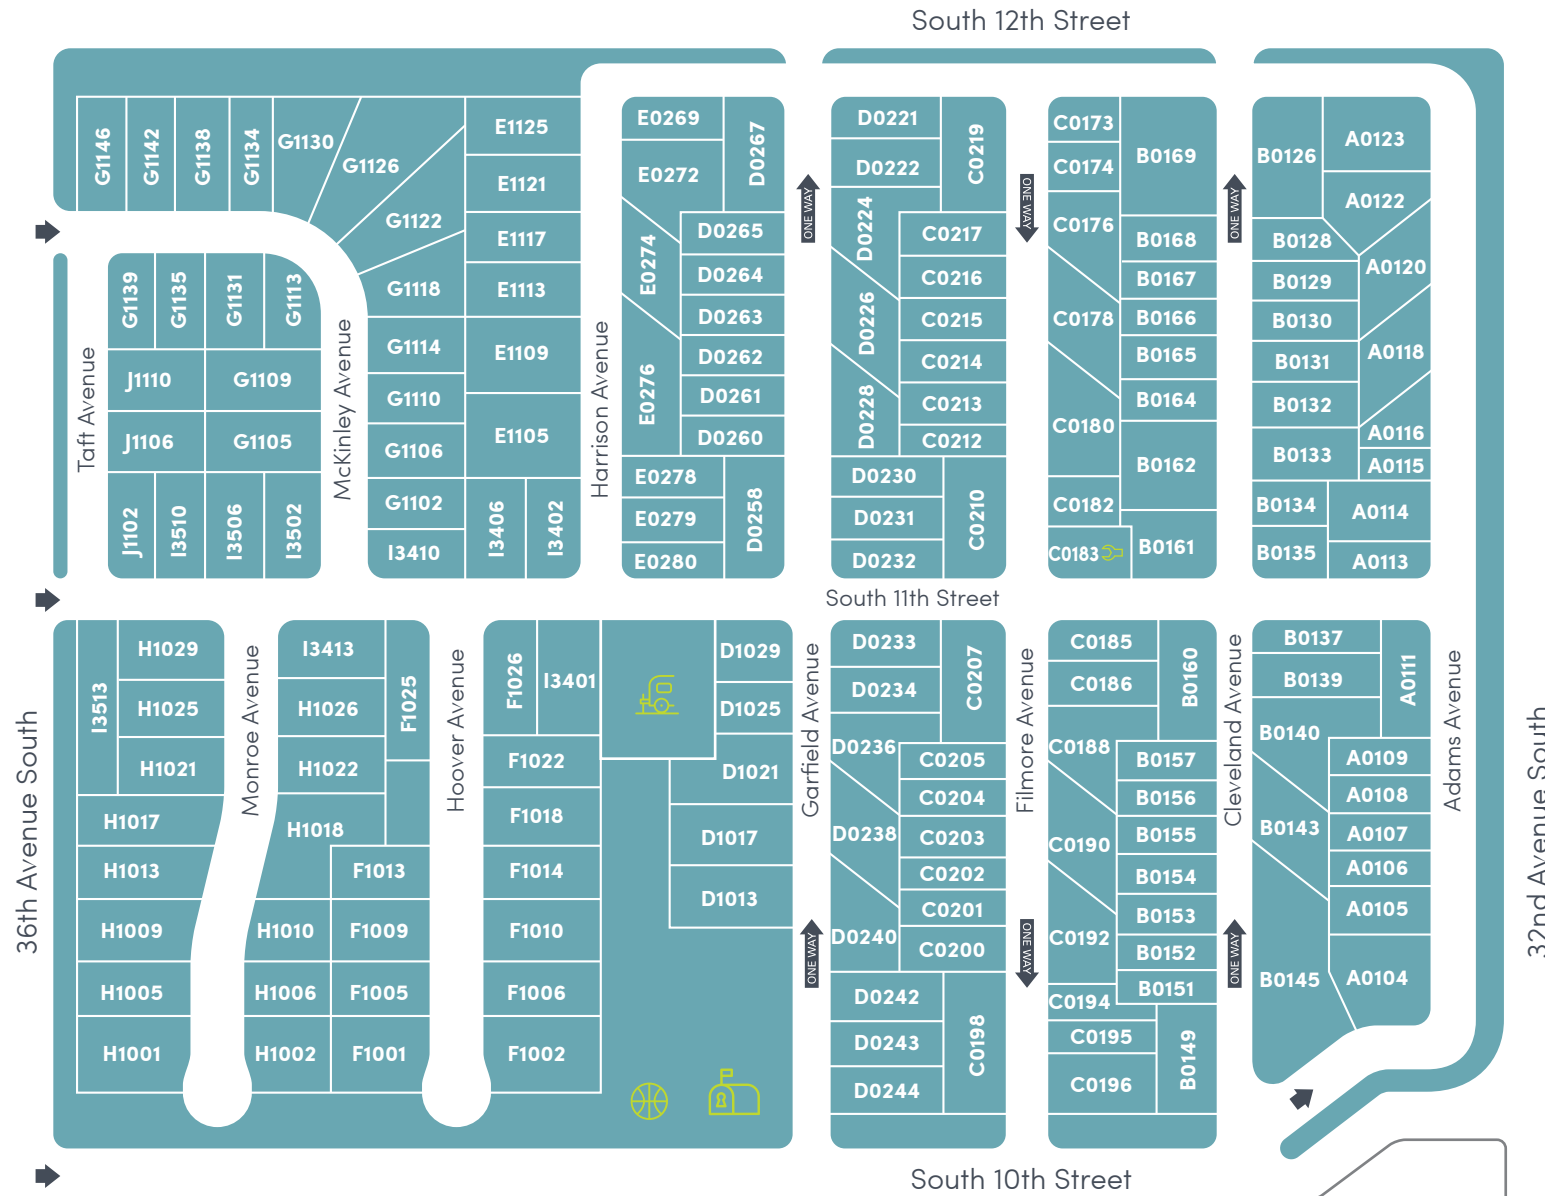 South 12th Street
G1146
G1142
G1138
G1134
G1130
G1126
G1122
G1118
G1114
G1110
G1106
G1102
I3410
E1125
E1121
E1117
E1113
E1109
E1105
I3406
I3402
G1139
G1135
G1131
G1113
J1110
G1109
J1106
G1105
J1102
I3510
I3506
I3502
Taft Avenue
McKinley Avenue
Harrison Avenue
E0269
E0272
E0274
E0276
E0278
E0279
E0280
D0267
D0265
D0264
D0263
D0262
D0261
D0260
D0258
ONE WAY
D0221
D0222
D0224
D0226
D0228
D0230
D0231
D0232
C0219
C0217
C0216
C0215
C0214
C0213
C0212
C0210
ONE WAY
C0173
C0174
C0176
C0178
C0180
C0182
C0183
B0169
B0168
B0167
B0166
B0165
B0164
B0162
B0161
ONE WAY
B0126
B0128
B0129
B0130
B0131
B0132
B0133
B0134
B0135
A0123
A0122
A0120
A0118
A0116
A0115
A0114
A0113
South 11th Street
36th Avenue South
I3513
H1029
H1025
H1021
H1017
H1013
H1009
H1005
H1001
Monroe Avenue
I3413
H1026
H1022
H1018
H1010
H1006
H1002
F1025
F1013
F1009
F1005
F1001
Hoover Avenue
F1026
I3401
F1022
F1018
F1014
F1010
F1006
F1002
D1029
D1025
D1021
D1017
D1013
Garfield Avenue
ONE WAY
D0233
D0234
D0236
D0238
D0240
D0242
D0243
D0244
C0207
C0205
C0204
C0203
C0202
C0201
C0200
C0198
Filmore Avenue
ONE WAY
C0185
C0186
C0188
C0190
C0192
C0194
C0195
C0196
B0160
B0157
B0156
B0155
B0154
B0153
B0152
B0151
B0149
Cleveland Avenue
ONE WAY
B0137
B0139
B0140
B0143
B0145
A0111
A0109
A0108
A0107
A0106
A0105
A0104
Adams Avenue
32nd Avenue South
South 10th Street